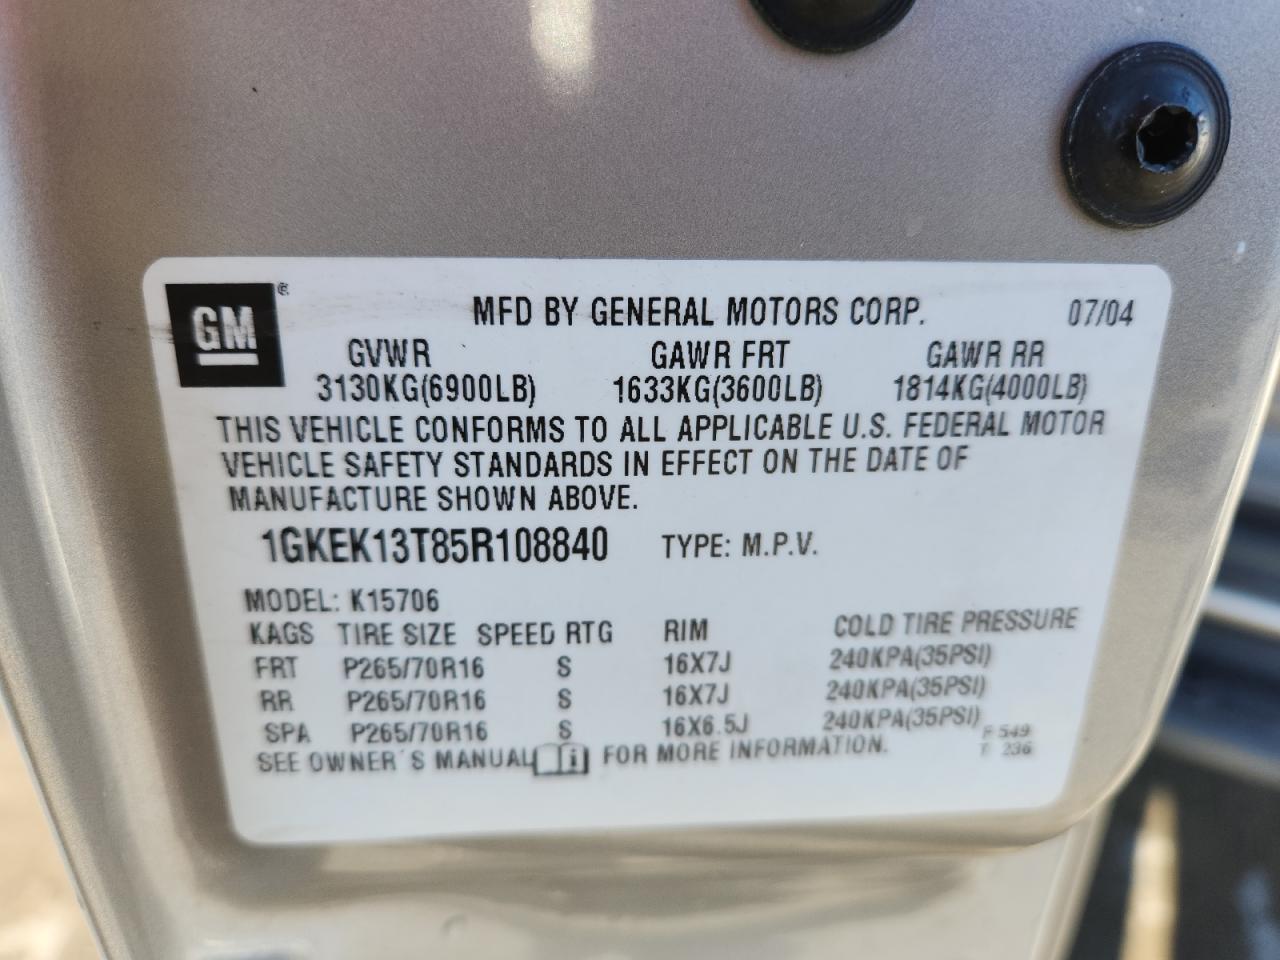 GM®
MFD BY GENERAL MOTORS CORP. 07/04
GVWR GAWR FRT GAWR RR
3130KG(6900LB) 1633KG(3600LB) 1814KG(4000LB)
THIS VEHICLE CONFORMS TO ALL APPLICABLE U.S. FEDERAL MOTOR
VEHICLE SAFETY STANDARDS IN EFFECT ON THE DATE OF
MANUFACTURE SHOWN ABOVE.
1GKEK13T85R108840 TYPE: M.P.V.
MODEL: K15706
KAGS TIRE SIZE SPEED RTG RIM COLD TIRE PRESSURE
FRT P265/70R16 S 16X7J 240KPA(35PSI)
RR P265/70R16 S 16X7J 240KPA(35PSI)
SPA P265/70R16 S 16X6.5J 240KPA(35PSI)
F 549
SEE OWNER'S MANUAL FOR MORE INFORMATION. T 236